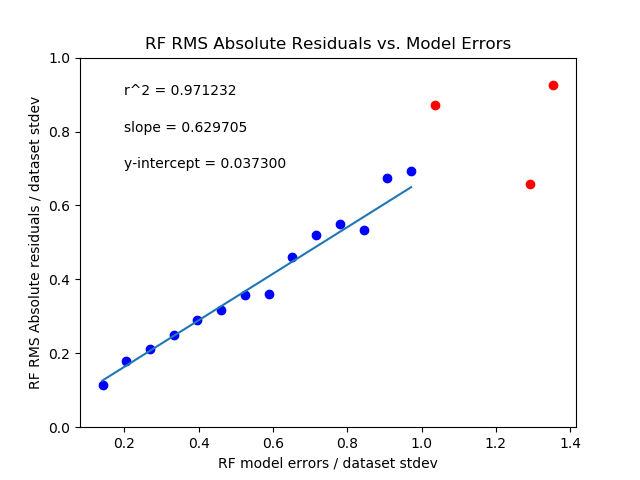 RF RMS Absolute Residuals vs. Model Errors
r^2 = 0.971232
slope = 0.629705
y-intercept = 0.037300
RF RMS Absolute residuals / dataset stdev
1.0
0.8
0.6
0.4
0.2
0.0
0.2 0.4 0.6 0.8 1.0 1.2 1.4
RF model errors / dataset stdev